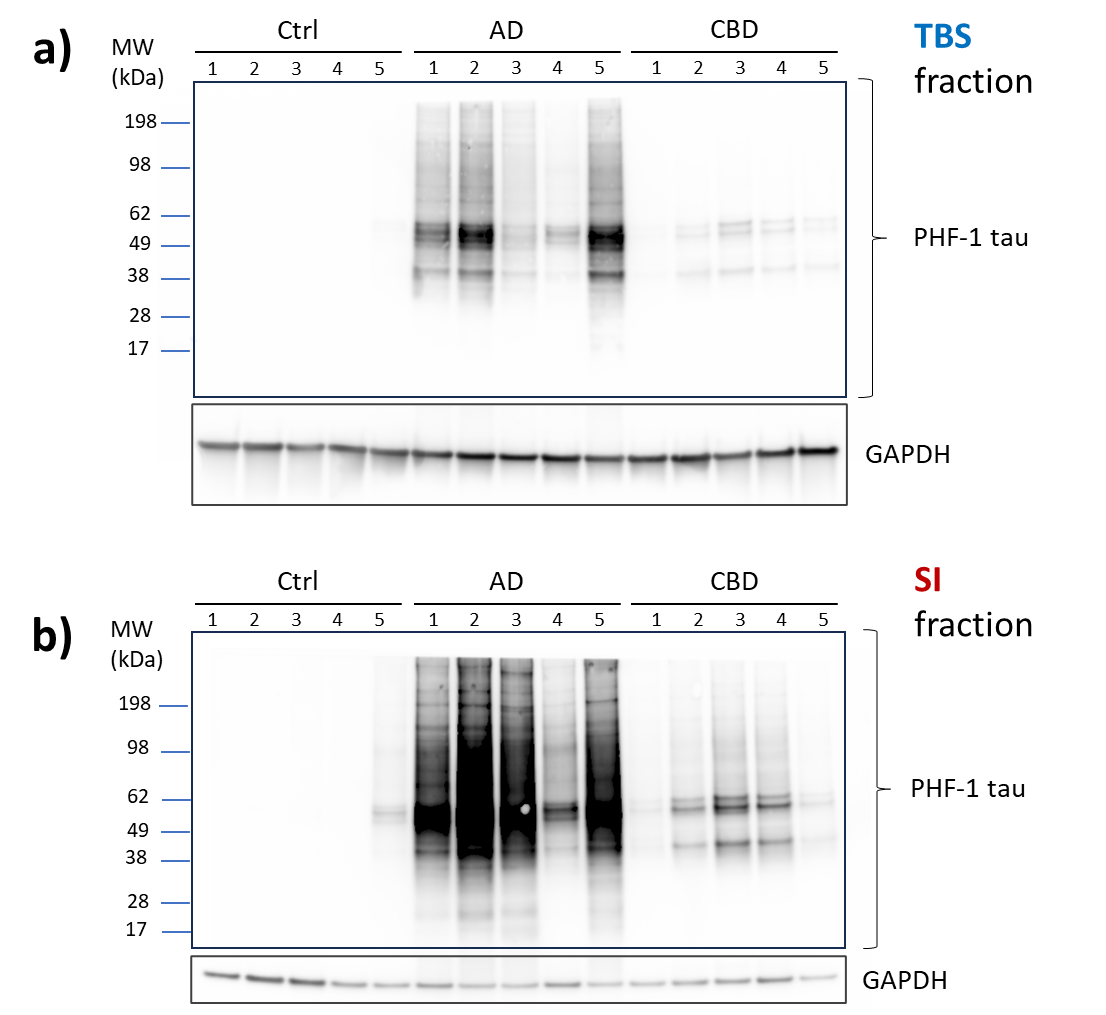 a)
MW
(kDa)
Ctrl AD CBD
1 2 3 4 5 1 2 3 4 5 1 2 3 4 5
TBS
fraction
198
98
62
49
38
28
17
PHF-1 tau
GAPDH
b)
MW
(kDa)
Ctrl AD CBD
1 2 3 4 5 1 2 3 4 5 1 2 3 4 5
SI
fraction
198
98
62
49
38
28
17
PHF-1 tau
GAPDH